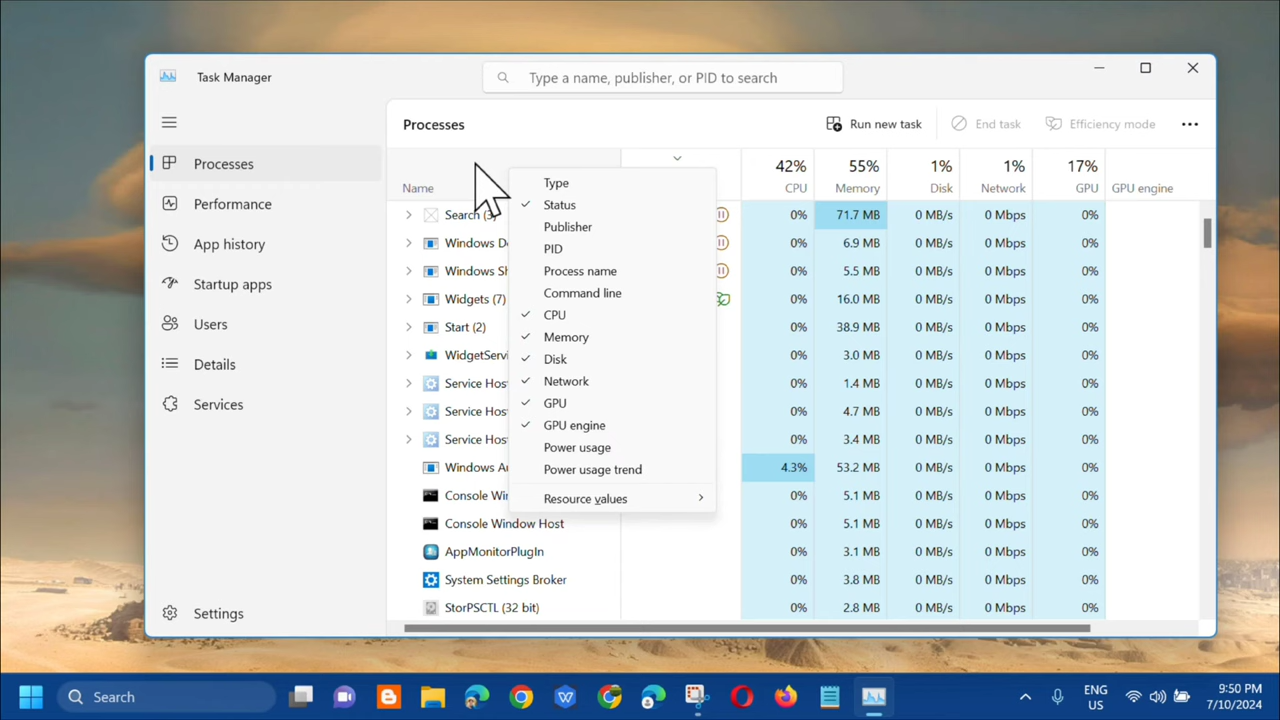 Task Manager
Type a name, publisher, or PID to search
Processes
Performance
App history
Startup apps
Users
Details
Services
Settings
Processes
Run new task
End task
Efficiency mode
42% 55% 1% 1% 17%
Name CPU Memory Disk Network GPU GPU engine
Search (3) 0% 71.7 MB 0 MB/s 0 Mbps 0%
Windows De 0% 6.9 MB 0 MB/s 0 Mbps 0%
Windows Sh 0% 5.5 MB 0 MB/s 0 Mbps 0%
Widgets (7) 0% 16.0 MB 0 MB/s 0 Mbps 0%
Start (2) 0% 38.9 MB 0 MB/s 0 Mbps 0%
WidgetServi 0% 3.0 MB 0 MB/s 0 Mbps 0%
Service Hos 0% 1.4 MB 0 MB/s 0 Mbps 0%
Service Hos 0% 4.7 MB 0 MB/s 0 Mbps 0%
Service Hos 0% 3.4 MB 0 MB/s 0 Mbps 0%
Windows Au 4.3% 53.2 MB 0 MB/s 0 Mbps 0%
Console Win 0% 5.1 MB 0 MB/s 0 Mbps 0%
Console Window Host 0% 5.1 MB 0 MB/s 0 Mbps 0%
AppMonitorPlugIn 0% 3.1 MB 0 MB/s 0 Mbps 0%
System Settings Broker 0% 3.8 MB 0 MB/s 0 Mbps 0%
StorPSCTL (32 bit) 0% 2.8 MB 0 MB/s 0 Mbps 0%
Type
Status
Publisher
PID
Process name
Command line
CPU
Memory
Disk
Network
GPU
GPU engine
Power usage
Power usage trend
Resource values
Search
ENG
US
9:50 PM
7/10/2024